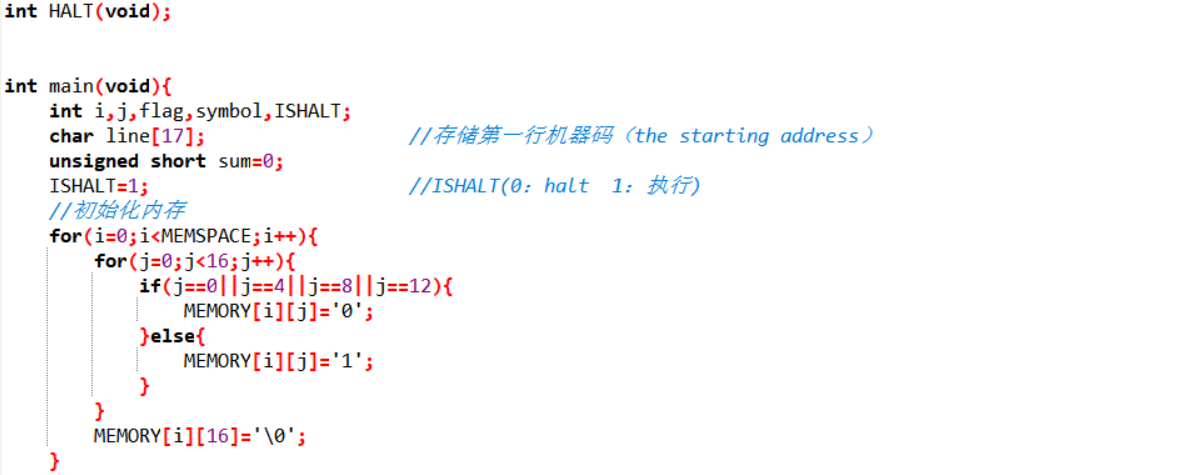 int HALT(void);
int main(void){
int i,j,flag,symbol,ISHALT;
char line[17]; //存储第一行机器码（the starting address）
unsigned short sum=0;
ISHALT=1; //ISHALT(0：halt 1：执行)
//初始化内存
for(i=0;i<MEMSPACE;i++){
for(j=0;j<16;j++){
if(j==0||j==4||j==8||j==12){
MEMORY[i][j]='0';
}else{
MEMORY[i][j]='1';
}
}
MEMORY[i][16]='\0';
}